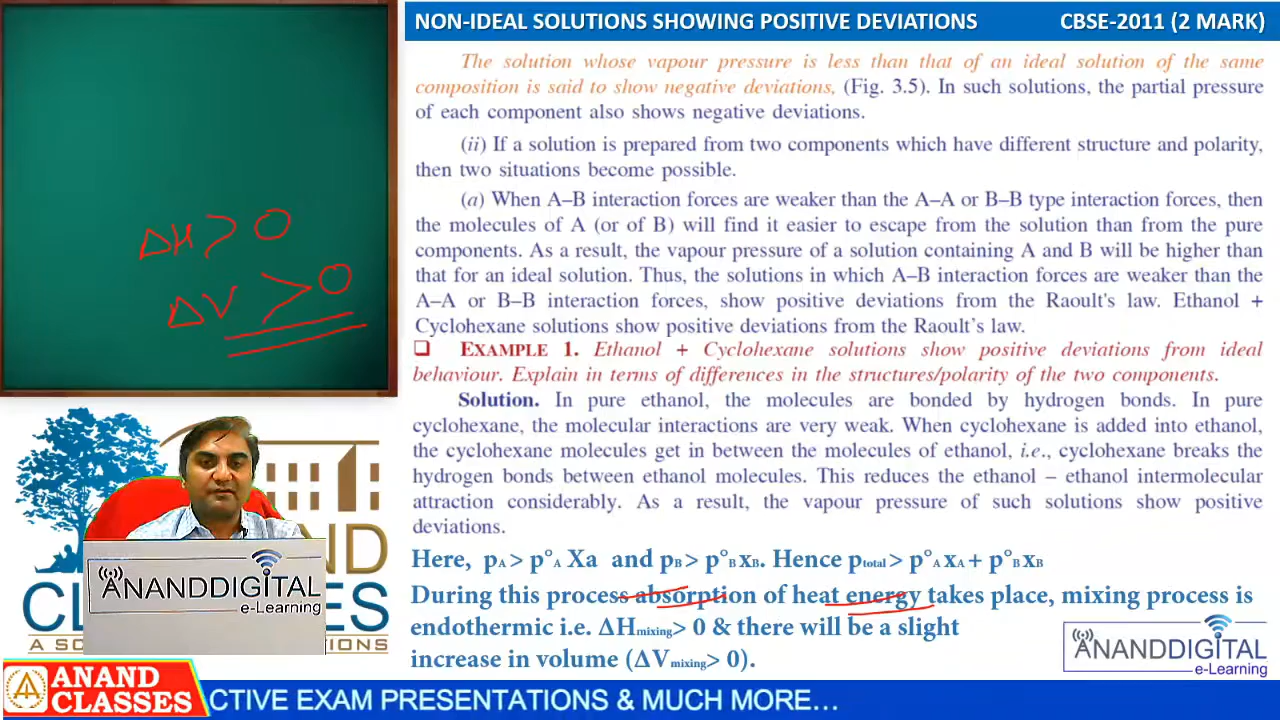 NON-IDEAL SOLUTIONS SHOWING POSITIVE DEVIATIONS CBSE-2011 (2 MARK)
The solution whose vapour pressure is less than that of an ideal solution of the same
composition is said to show negative deviations, (Fig. 3.5). In such solutions, the partial pressure
of each component also shows negative deviations.
(ii) If a solution is prepared from two components which have different structure and polarity,
then two situations become possible.
(a) When A–B interaction forces are weaker than the A–A or B–B type interaction forces, then
the molecules of A (or of B) will find it easier to escape from the solution than from the pure
components. As a result, the vapour pressure of a solution containing A and B will be higher than
that for an ideal solution. Thus, the solutions in which A–B interaction forces are weaker than the
A–A or B–B interaction forces, show positive deviations from the Raoult's law. Ethanol +
Cyclohexane solutions show positive deviations from the Raoult's law.
❑ EXAMPLE 1. Ethanol + Cyclohexane solutions show positive deviations from ideal
behaviour. Explain in terms of differences in the structures/polarity of the two components.
Solution. In pure ethanol, the molecules are bonded by hydrogen bonds. In pure
cyclohexane, the molecular interactions are very weak. When cyclohexane is added into ethanol,
the cyclohexane molecules get in between the molecules of ethanol, i.e., cyclohexane breaks the
hydrogen bonds between ethanol molecules. This reduces the ethanol – ethanol intermolecular
attraction considerably. As a result, the vapour pressure of such solutions show positive
deviations.
Here, pA > p°A Xa and pB > p°B xB. Hence ptotal > p°A xA + p°B xB
During this process absorption of heat energy takes place, mixing process is
endothermic i.e. ΔHmixing > 0 & there will be a slight
increase in volume (ΔVmixing > 0).
ΔH > 0
ΔV > 0
ANANDDIGITAL
e-Learning
ND
CL SES
A SO NS
ANANDDIGITAL
e-Learning
ANAND
CLASSES
CTIVE EXAM PRESENTATIONS & MUCH MORE...